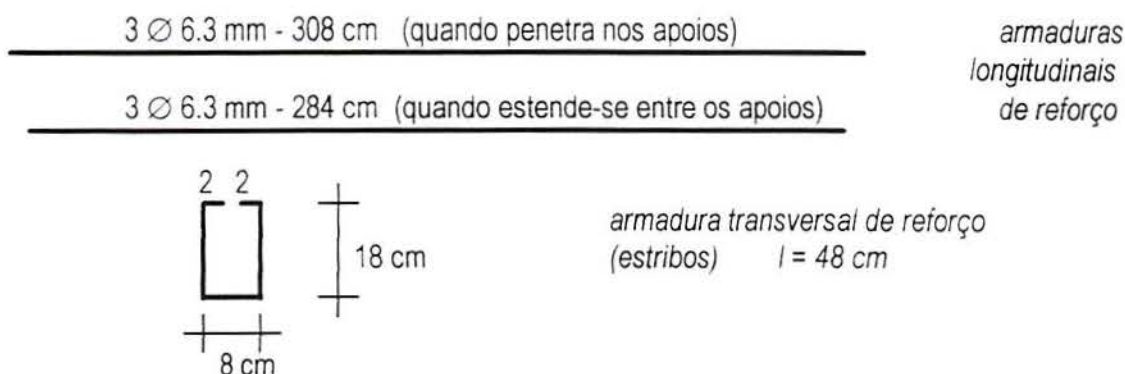 3 ∅ 6.3 mm - 308 cm (quando penetra nos apoios)
armaduras
longitudinais
de reforço
3 ∅ 6.3 mm - 284 cm (quando estende-se entre os apoios)
2 2
18 cm
8 cm
armadura transversal de reforço
(estribos) l = 48 cm